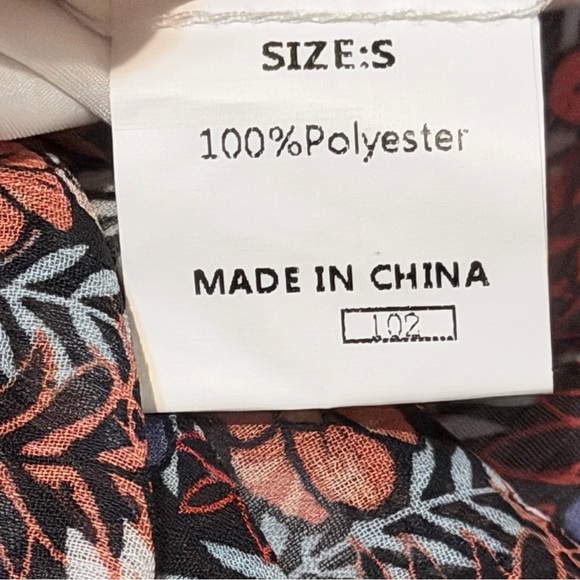 SIZE:S
100%Polyester
MADE IN CHINA
102